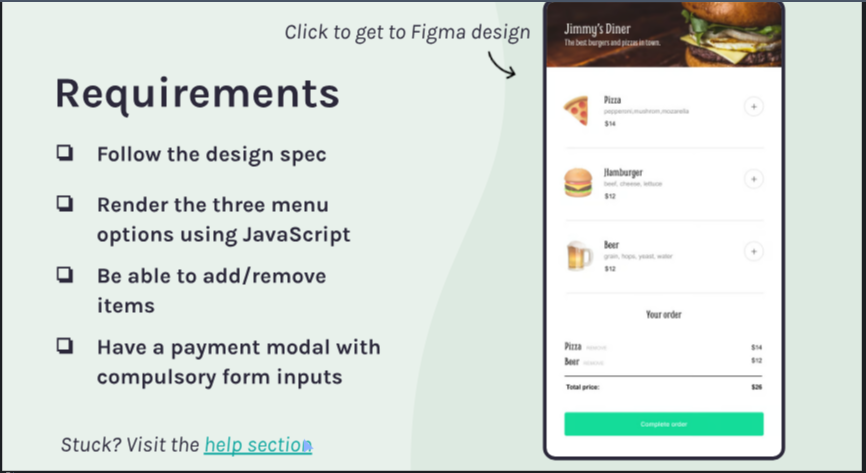 Click to get to Figma design
Requirements
Follow the design spec
Render the three menu
options using JavaScript
Be able to add/remove
items
Have a payment modal with
compulsory form inputs
Stuck? Visit the help section
Jimmy's Diner
The best burgers and pizzas in town.
Pizza
pepperoni,mushrom,mozarella
$14
Hamburger
beef, cheese, lettuce
$12
Beer
grain, hops, yeast, water
$12
Your order
Pizza remove $14
Beer remove $12
Total price: $26
Complete order